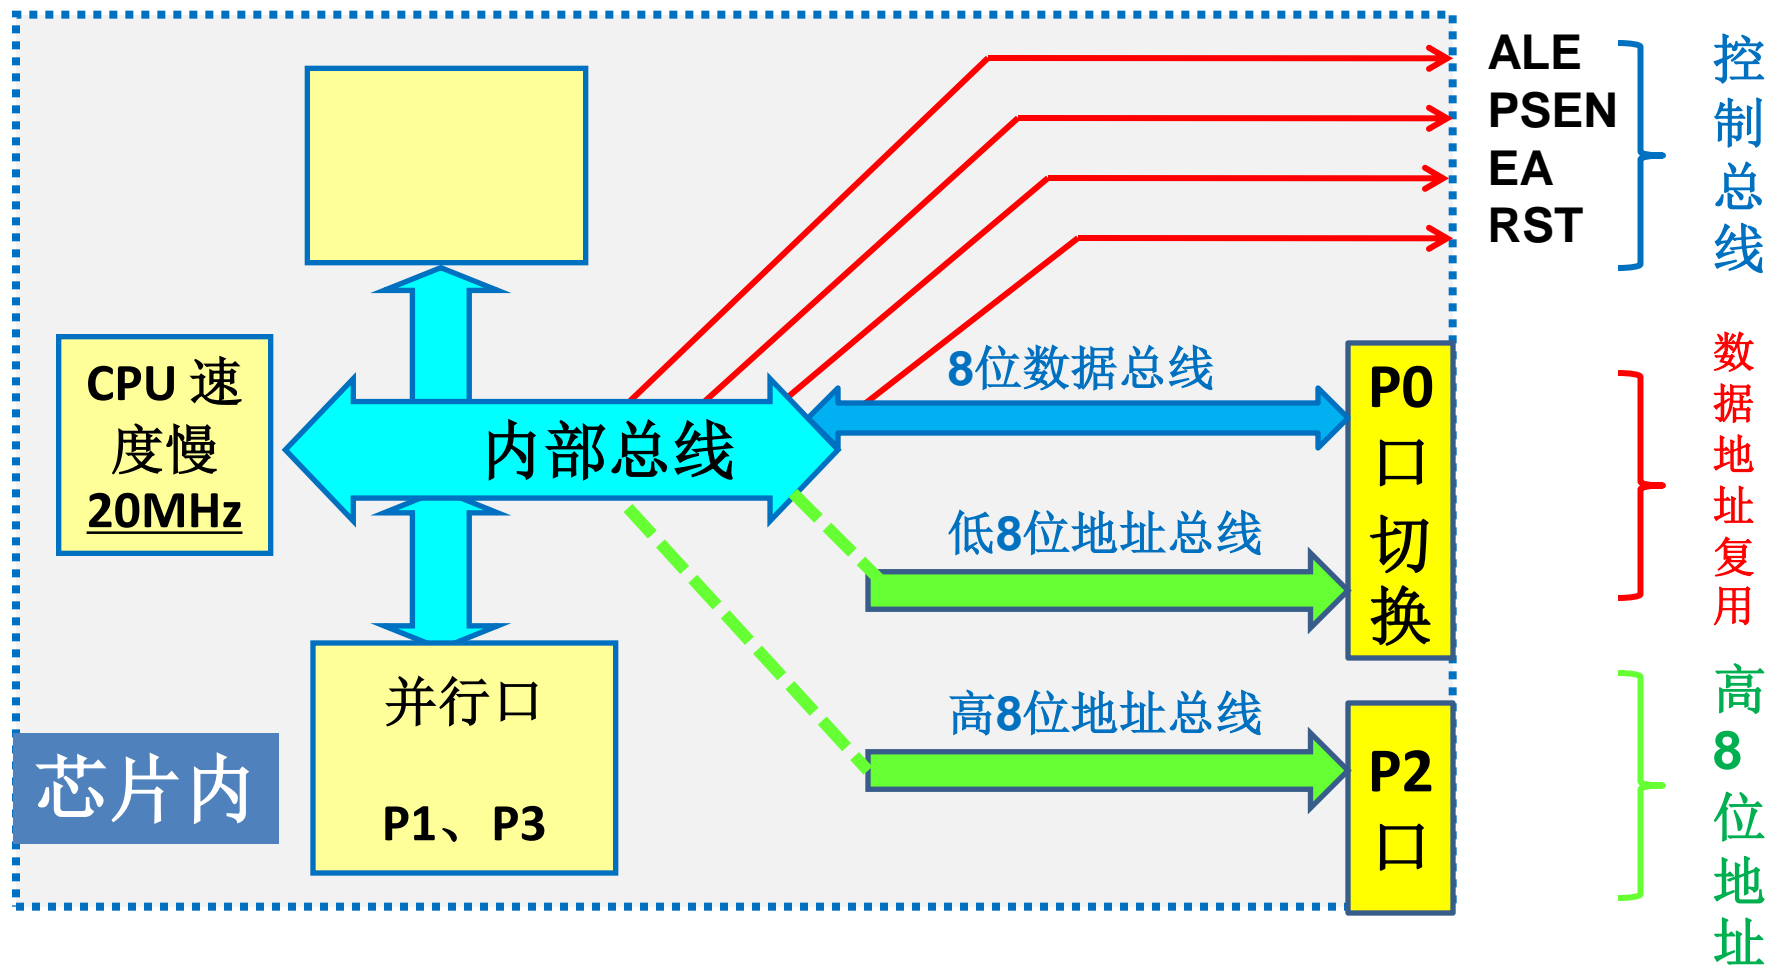 ALE
PSEN
EA
RST
控
制
总
线
CPU 速
度慢
20MHz
内部总线
8位数据总线
低8位地址总线
高8位地址总线
P0
口
切
换
P2
口
数
据
地
址
复
用
高
8
位
地
址
并行口
P1、P3
芯片内